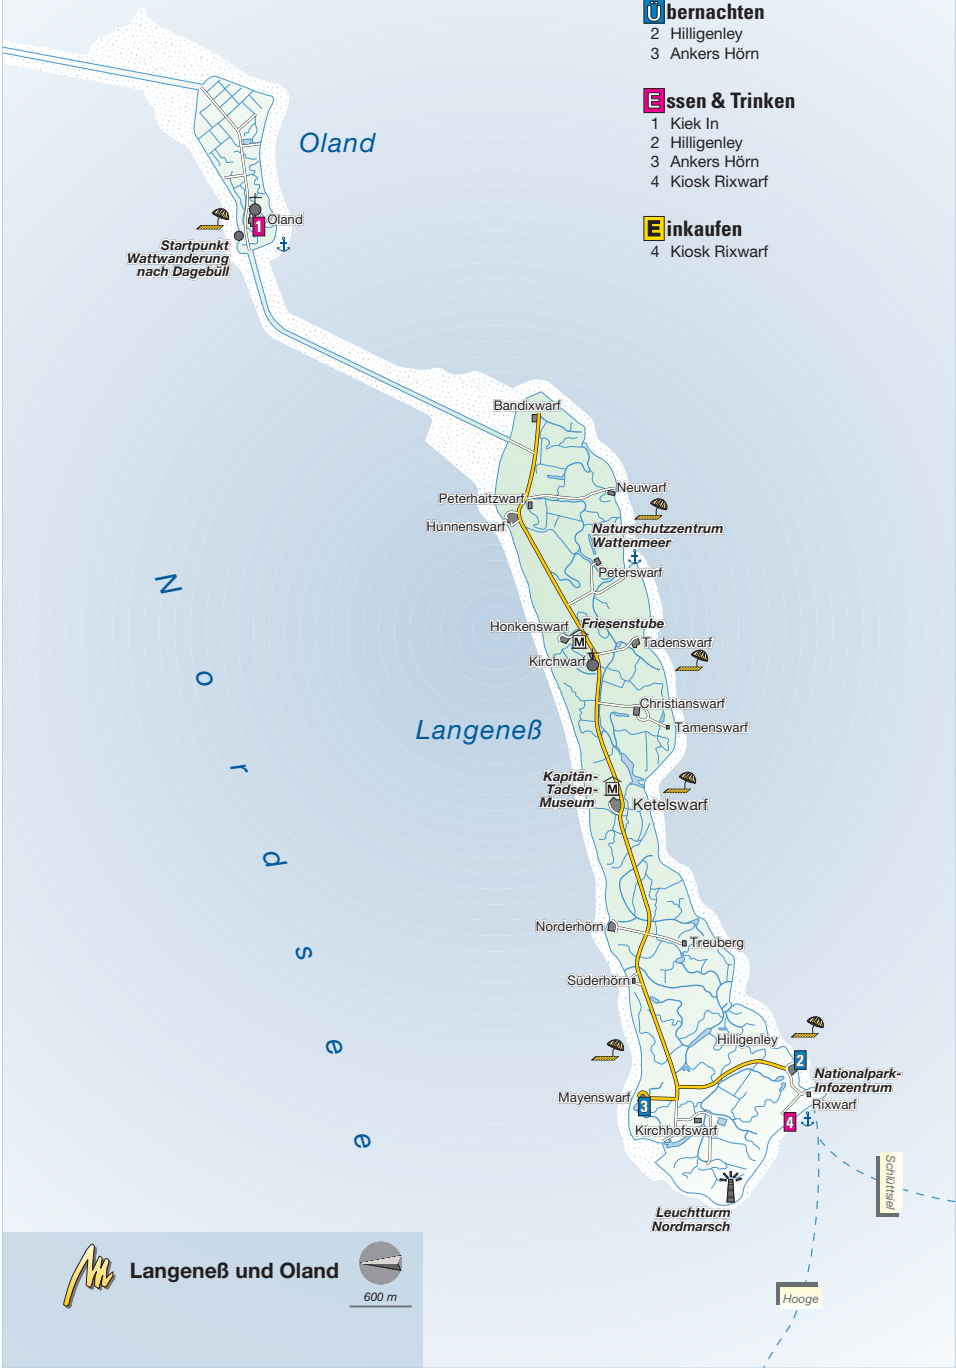 Übernachten
2 Hilligenley
3 Ankers Hörn
Essen & Trinken
1 Kiek In
2 Hilligenley
3 Ankers Hörn
4 Kiosk Rixwarf
Einkaufen
4 Kiosk Rixwarf
Oland
Oland
1
Startpunkt
Wattwanderung
nach Dagebüll
Bandixwarf
Neuwarf
Peterhaitzwarf
Hunnenswarf
Naturschutzzentrum
Wattenmeer
Peterswarf
Honkenswarf
Friesenstube
M
Tadenswarf
Kirchwarf
Christianswarf
Tamenswarf
Langeneß
Kapitän-
Tadsen-
Museum
M
Ketelswarf
Norderhörn
Treuberg
Süderhörn
Hilligenley
2
Nationalpark-
Infozentrum
Mayenswarf
3
Rixwarf
4
Kirchhofswarf
Leuchtturm
Nordmarsch
Schlüttsiel
Hooge
Nordsee
Langeneß und Oland
600 m